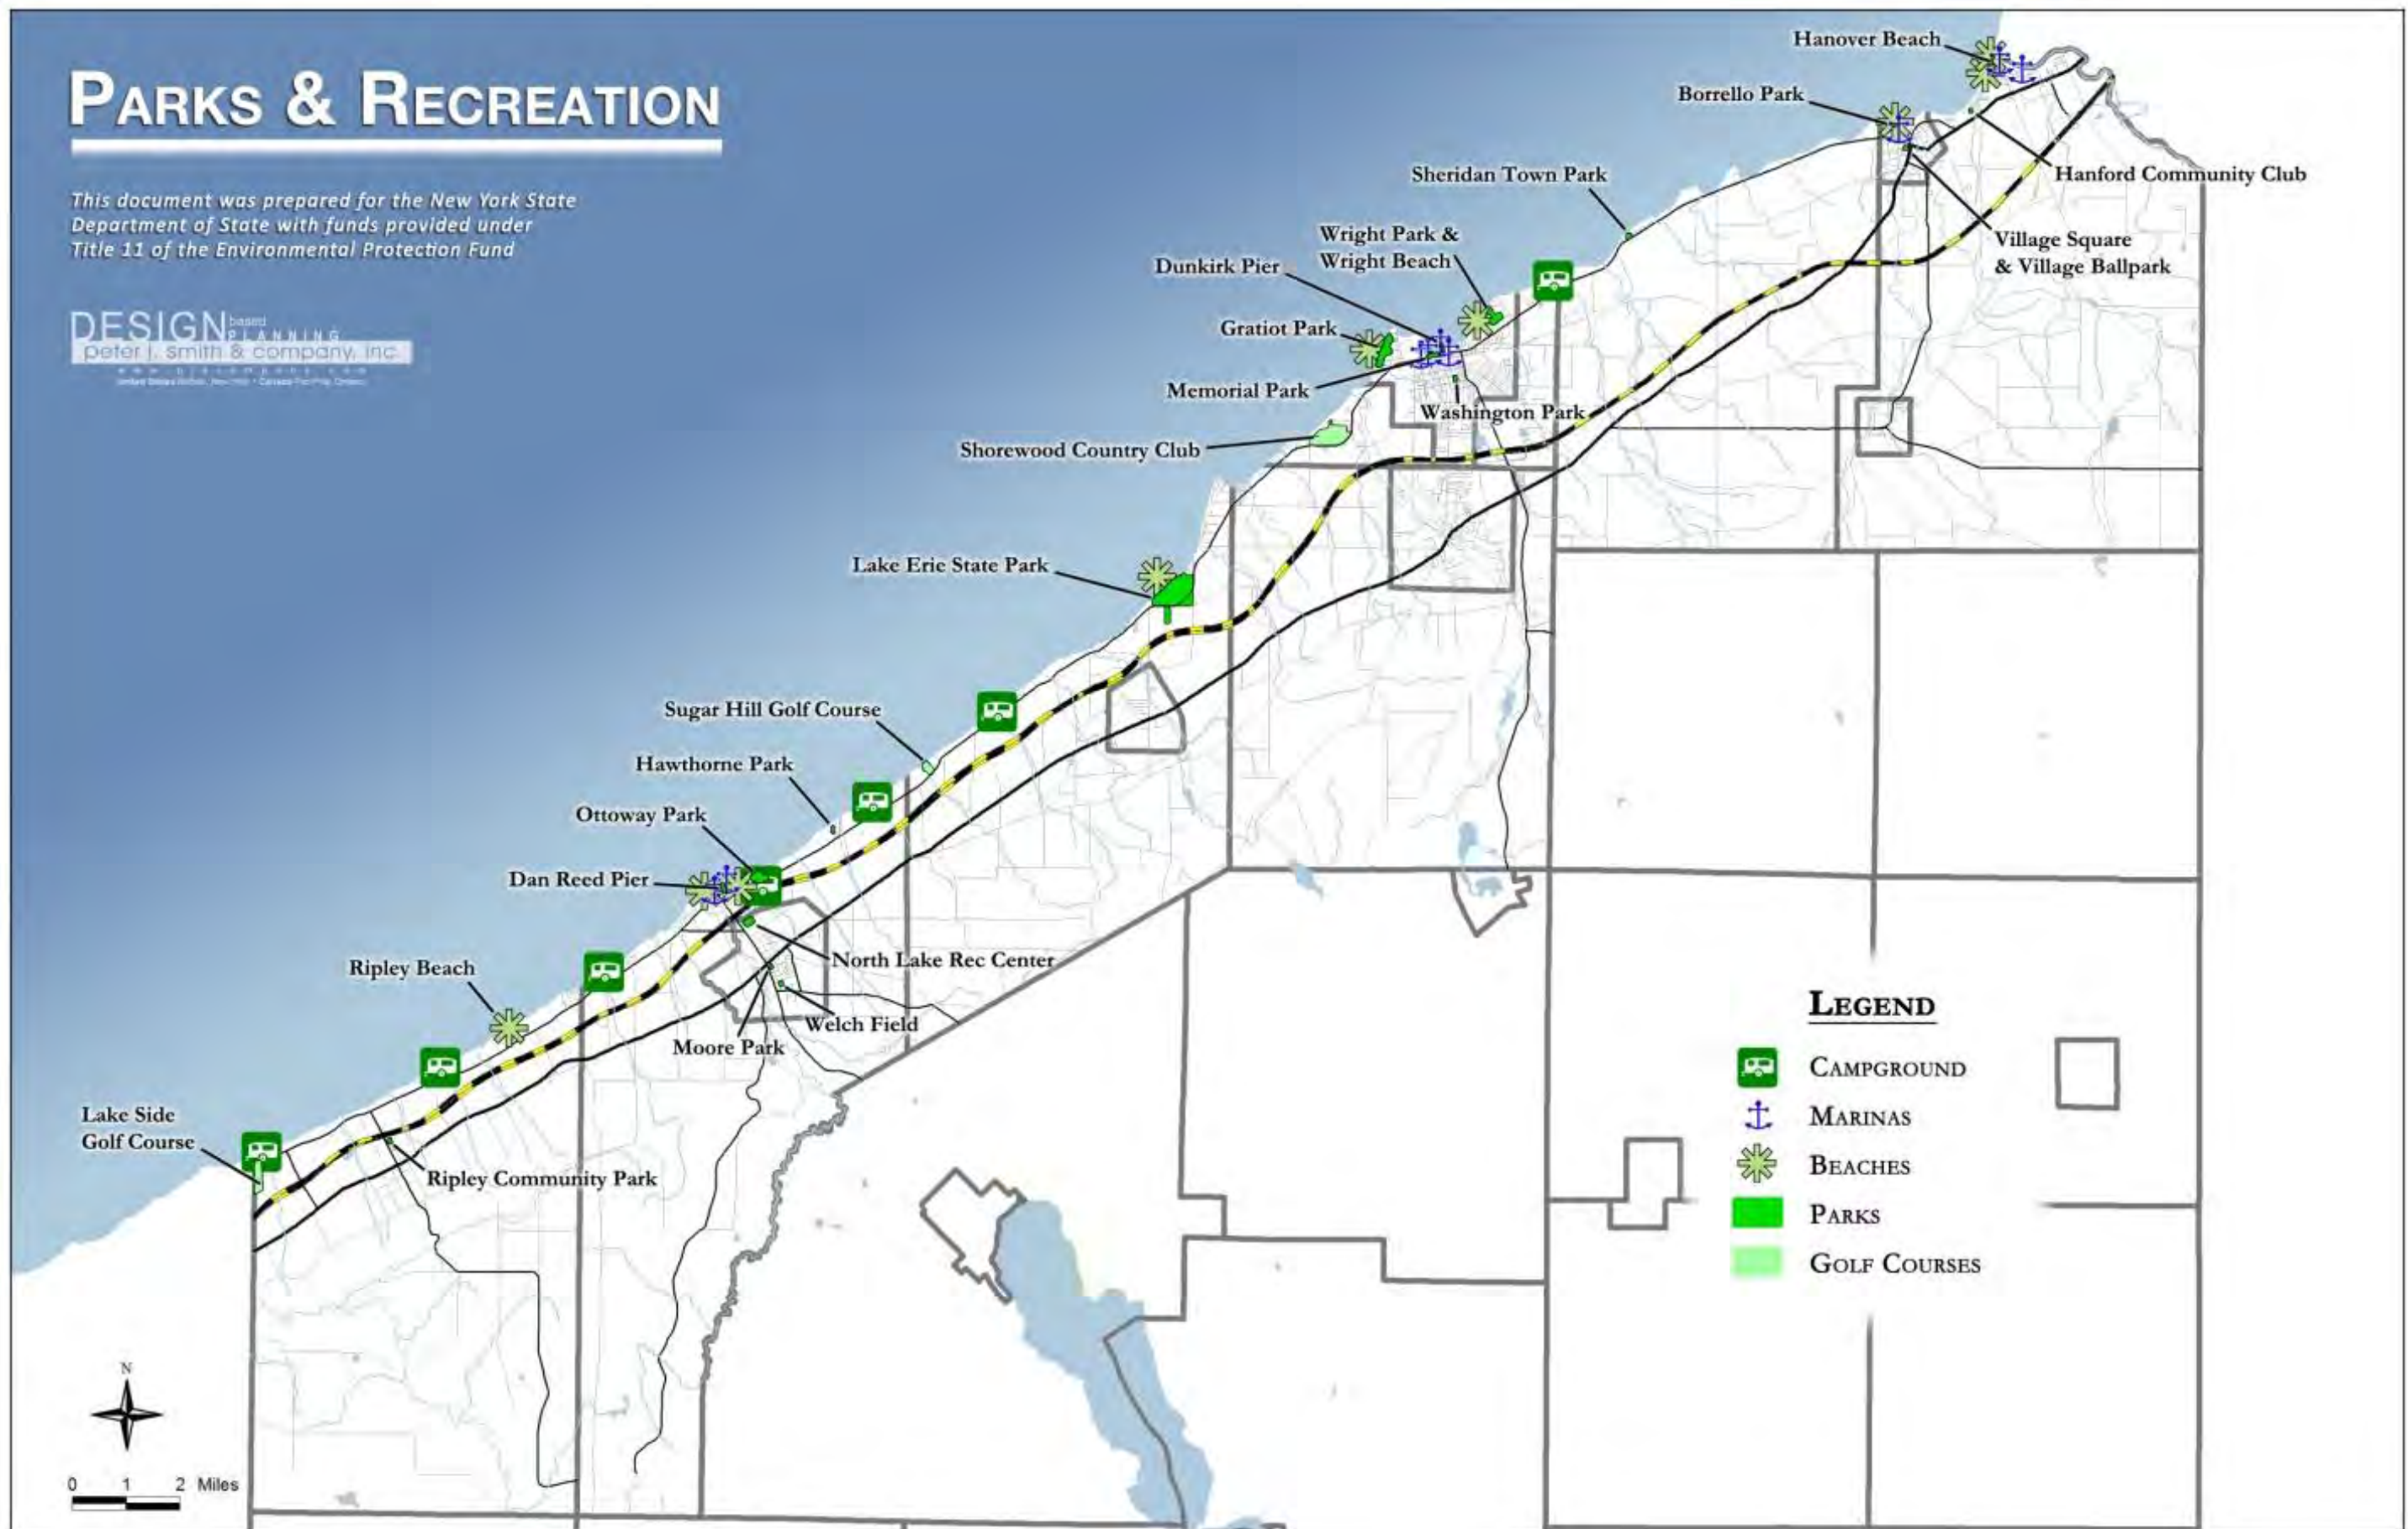 PARKS & RECREATION
This document was prepared for the New York State
Department of State with funds provided under
Title 11 of the Environmental Protection Fund
DESIGN based
PLANNING
peter j. smith & company, inc
Hanover Beach
Borrello Park
Hanford Community Club
Sheridan Town Park
Village Square
& Village Ballpark
Wright Park &
Wright Beach
Dunkirk Pier
Gratiot Park
Memorial Park
Washington Park
Shorewood Country Club
Lake Erie State Park
Sugar Hill Golf Course
Hawthorne Park
Ottoway Park
Dan Reed Pier
North Lake Rec Center
Ripley Beach
Welch Field
Moore Park
Lake Side
Golf Course
Ripley Community Park
LEGEND
CAMPGROUND
MARINAS
BEACHES
PARKS
GOLF COURSES
N
0 1 2 Miles